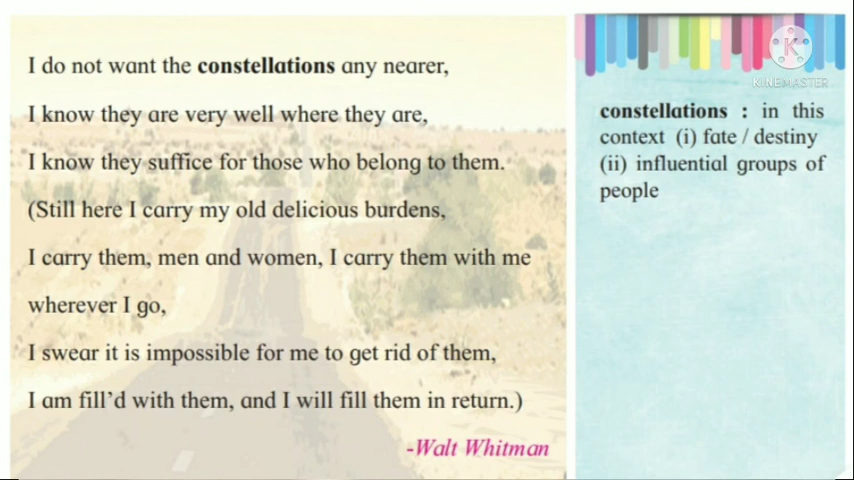 I do not want the constellations any nearer,
I know they are very well where they are,
I know they suffice for those who belong to them.
(Still here I carry my old delicious burdens,
I carry them, men and women, I carry them with me
wherever I go,
I swear it is impossible for me to get rid of them,
I am fill'd with them, and I will fill them in return.)
-Walt Whitman
K
KINEMASTER
constellations : in this
context (i) fate / destiny
(ii) influential groups of
people